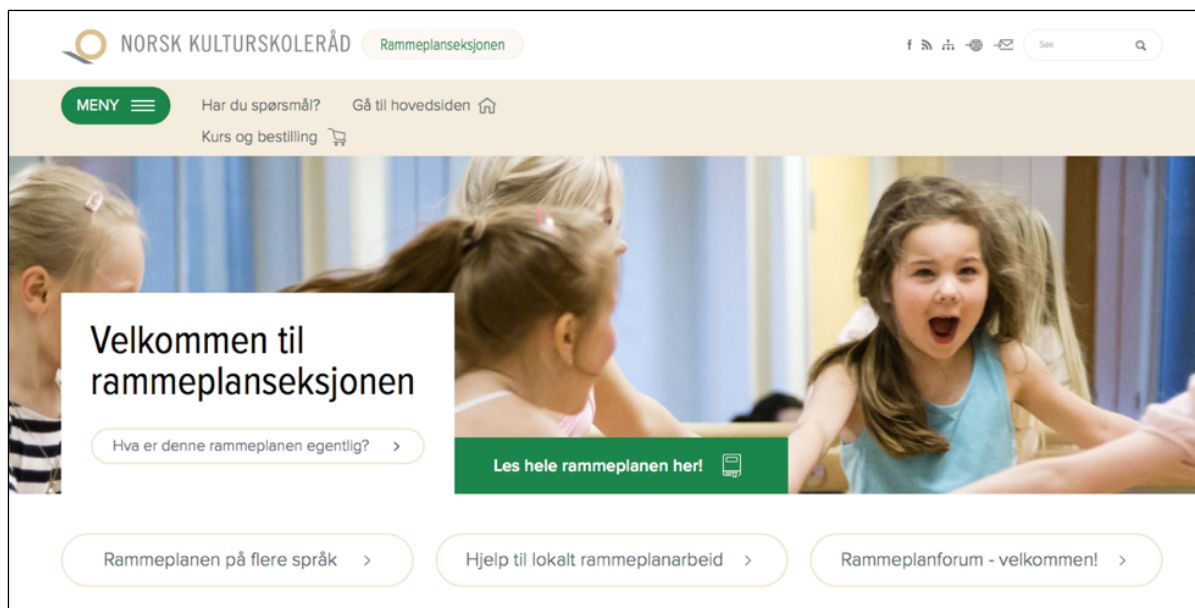 NORSK KULTURSKOLERÅD
Rammeplanseksjonen
Søk
MENY
Har du spørsmål?
Gå til hovedsiden
Kurs og bestilling
Velkommen til
rammeplanseksjonen
Hva er denne rammeplanen egentlig?
Les hele rammeplanen her!
Rammeplanen på flere språk
Hjelp til lokalt rammeplanarbeid
Rammeplanforum - velkommen!